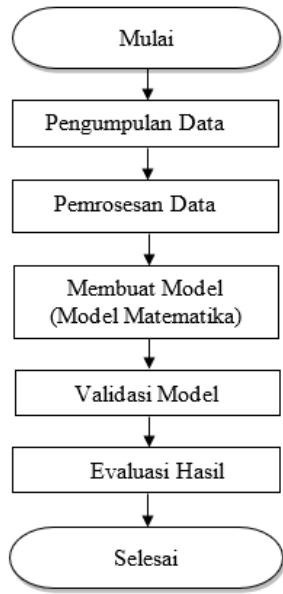 Mulai
Pengumpulan Data
Pemrosesan Data
Membuat Model
(Model Matematika)
Validasi Model
Evaluasi Hasil
Selesai